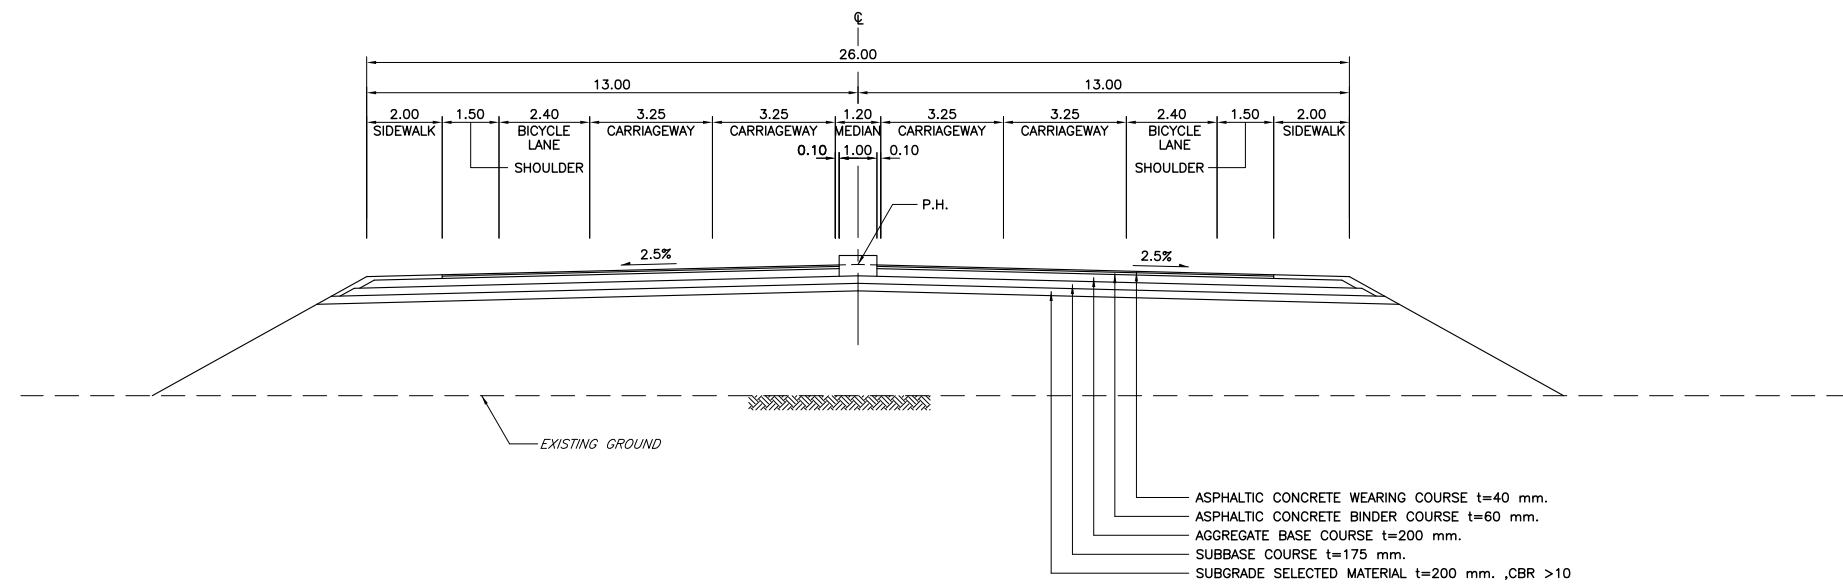 ℄
26.00
13.00 13.00
2.00 1.50 2.40 3.25 3.25 1.20 3.25 3.25 2.40 1.50 2.00
SIDEWALK BICYCLE CARRIAGEWAY CARRIAGEWAY MEDIAN CARRIAGEWAY CARRIAGEWAY BICYCLE SIDEWALK
LANE LANE
0.10 1.00 0.10
SHOULDER SHOULDER
P.H.
2.5% 2.5%
EXISTING GROUND
ASPHALTIC CONCRETE WEARING COURSE t=40 mm.
ASPHALTIC CONCRETE BINDER COURSE t=60 mm.
AGGREGATE BASE COURSE t=200 mm.
SUBBASE COURSE t=175 mm.
SUBGRADE SELECTED MATERIAL t=200 mm. ,CBR >10